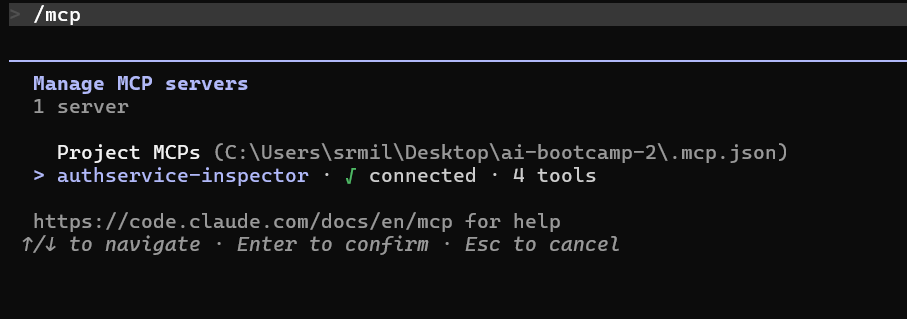 > /mcp
Manage MCP servers
1 server
Project MCPs (C:\Users\srmil\Desktop\ai-bootcamp-2\.mcp.json)
> authservice-inspector · √ connected · 4 tools
https://code.claude.com/docs/en/mcp for help
↑/↓ to navigate · Enter to confirm · Esc to cancel